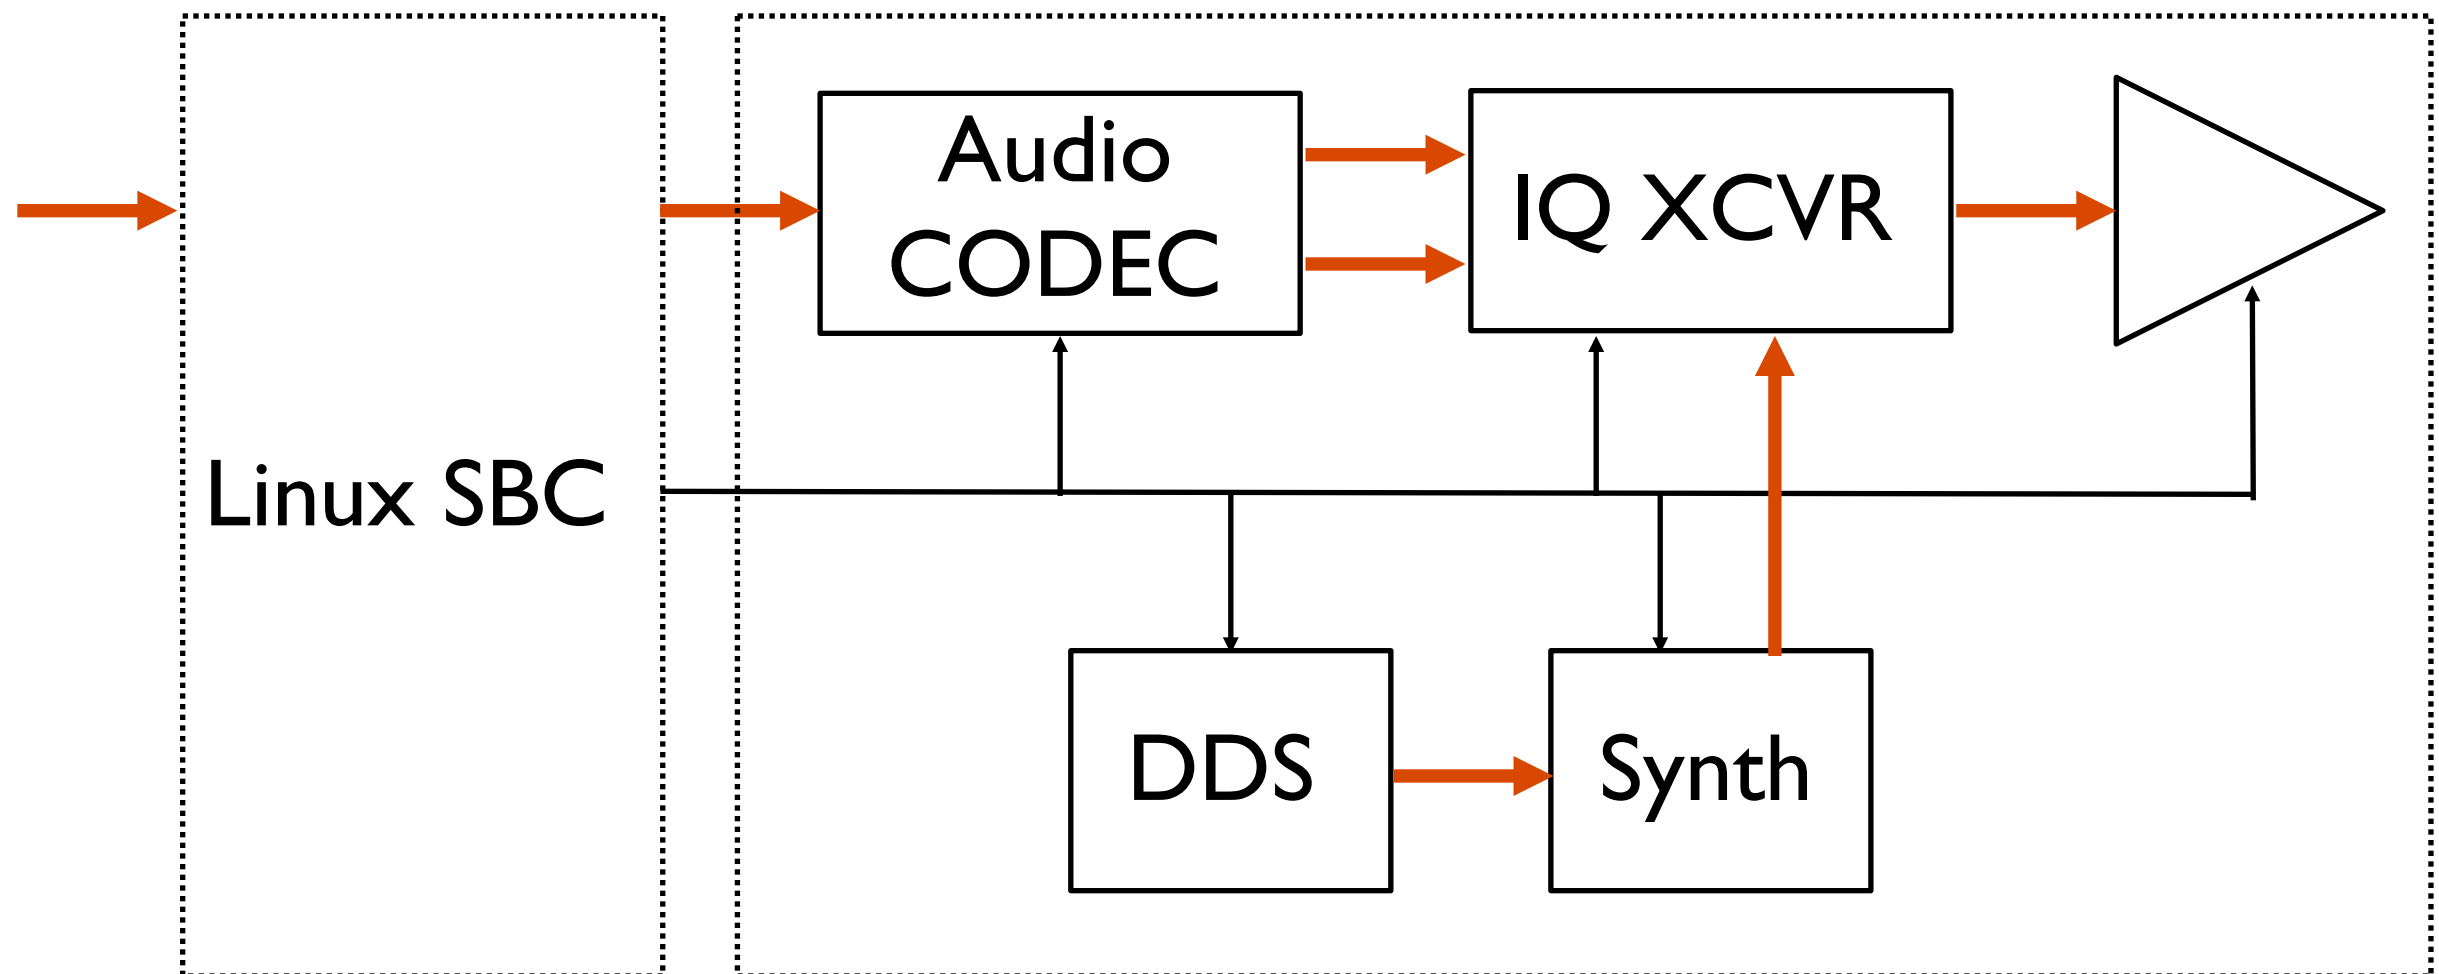 Audio
CODEC
IQ XCVR
Linux SBC
DDS
Synth